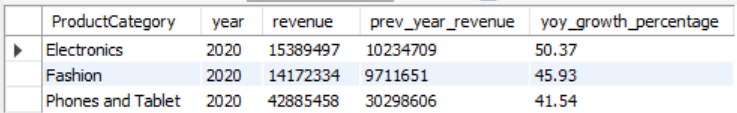 ProductCategory year revenue prev_year_revenue yoy_growth_percentage
Electronics 2020 15389497 10234709 50.37
Fashion 2020 14172334 9711651 45.93
Phones and Tablet 2020 42885458 30298606 41.54